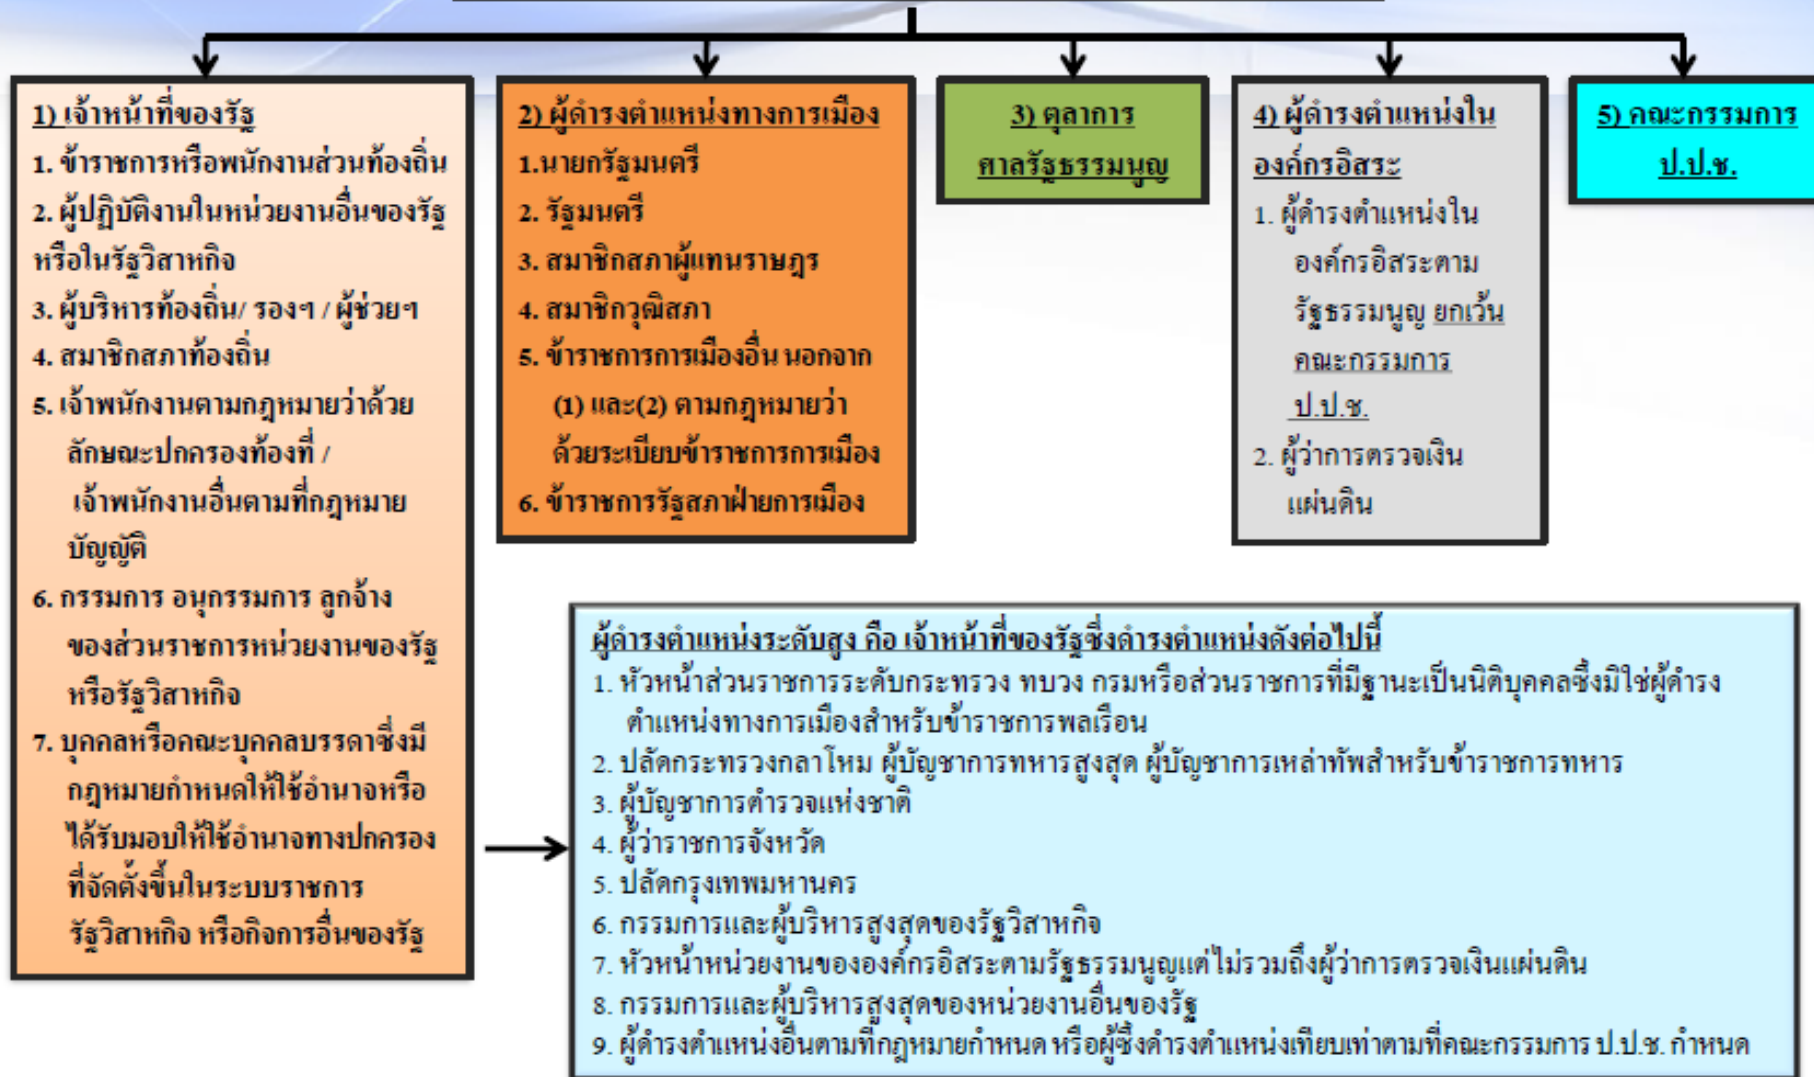 1) เจ้าหน้าที่ของรัฐ
1. ข้าราชการหรือพนักงานส่วนท้องถิ่น
2. ผู้ปฏิบัติงานในหน่วยงานอื่นของรัฐ
หรือในรัฐวิสาหกิจ
3. ผู้บริหารท้องถิ่น/ รองฯ / ผู้ช่วยฯ
4. สมาชิกสภาท้องถิ่น
5. เจ้าพนักงานตามกฎหมายว่าด้วย
ลักษณะปกครองท้องที่ /
เจ้าพนักงานอื่นตามที่กฎหมาย
บัญญัติ
6. กรรมการ อนุกรรมการ ลูกจ้าง
ของส่วนราชการหน่วยงานของรัฐ
หรือรัฐวิสาหกิจ
7. บุคคลหรือคณะบุคคลบรรดาซึ่งมี
กฎหมายกำหนดให้ใช้อำนาจหรือ
ได้รับมอบให้ใช้อำนาจทางปกครอง
ที่จัดตั้งขึ้นในระบบราชการ
รัฐวิสาหกิจ หรือกิจการอื่นของรัฐ
2) ผู้ดำรงตำแหน่งทางการเมือง
1.นายกรัฐมนตรี
2. รัฐมนตรี
3. สมาชิกสภาผู้แทนราษฎร
4. สมาชิกวุฒิสภา
5. ข้าราชการการเมืองอื่น นอกจาก
(1) และ(2) ตามกฎหมายว่า
ด้วยระเบียบข้าราชการการเมือง
6. ข้าราชการรัฐสภาฝ่ายการเมือง
3) ตุลาการ
ศาลรัฐธรรมนูญ
4) ผู้ดำรงตำแหน่งใน
องค์กรอิสระ
1. ผู้ดำรงตำแหน่งใน
องค์กรอิสระตาม
รัฐธรรมนูญ ยกเว้น
คณะกรรมการ
ป.ป.ช.
2. ผู้ว่าการตรวจเงิน
แผ่นดิน
5) คณะกรรมการ
ป.ป.ช.
ผู้ดำรงตำแหน่งระดับสูง คือ เจ้าหน้าที่ของรัฐซึ่งดำรงตำแหน่งดังต่อไปนี้
1. หัวหน้าส่วนราชการระดับกระทรวง ทบวง กรมหรือส่วนราชการที่มีฐานะเป็นนิติบุคคลซึ่งมิใช่ผู้ดำรง
ตำแหน่งทางการเมืองสำหรับข้าราชการพลเรือน
2. ปลัดกระทรวงกลาโหม ผู้บัญชาการทหารสูงสุด ผู้บัญชาการเหล่าทัพสำหรับข้าราชการทหาร
3. ผู้บัญชาการตำรวจแห่งชาติ
4. ผู้ว่าราชการจังหวัด
5. ปลัดกรุงเทพมหานคร
6. กรรมการและผู้บริหารสูงสุดของรัฐวิสาหกิจ
7. หัวหน้าหน่วยงานขององค์กรอิสระตามรัฐธรรมนูญแต่ไม่รวมถึงผู้ว่าการตรวจเงินแผ่นดิน
8. กรรมการและผู้บริหารสูงสุดของหน่วยงานอื่นของรัฐ
9. ผู้ดำรงตำแหน่งอื่นตามที่กฎหมายกำหนด หรือผู้ซึ่งดำรงตำแหน่งเทียบเท่าตามที่คณะกรรมการ ป.ป.ช. กำหนด